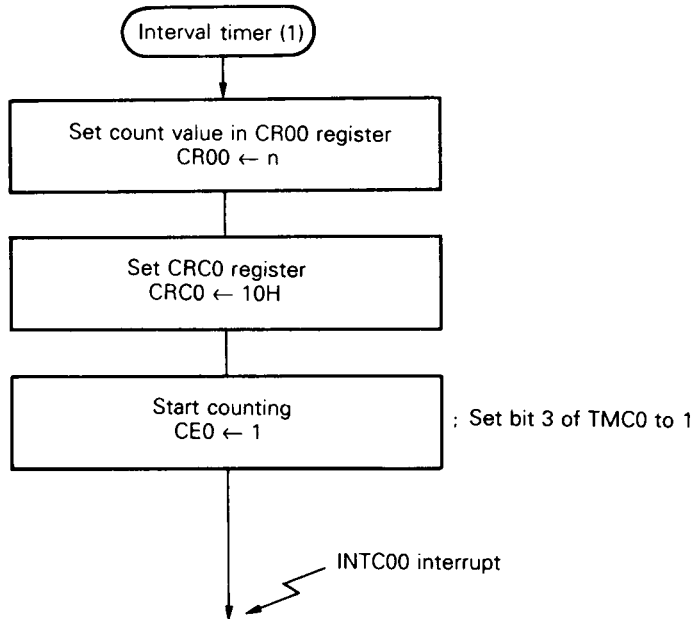 Interval timer (1)
Set count value in CR00 register
CR00 ← n
Set CRC0 register
CRC0 ← 10H
Start counting
CE0 ← 1
; Set bit 3 of TMC0 to 1
INTC00 interrupt